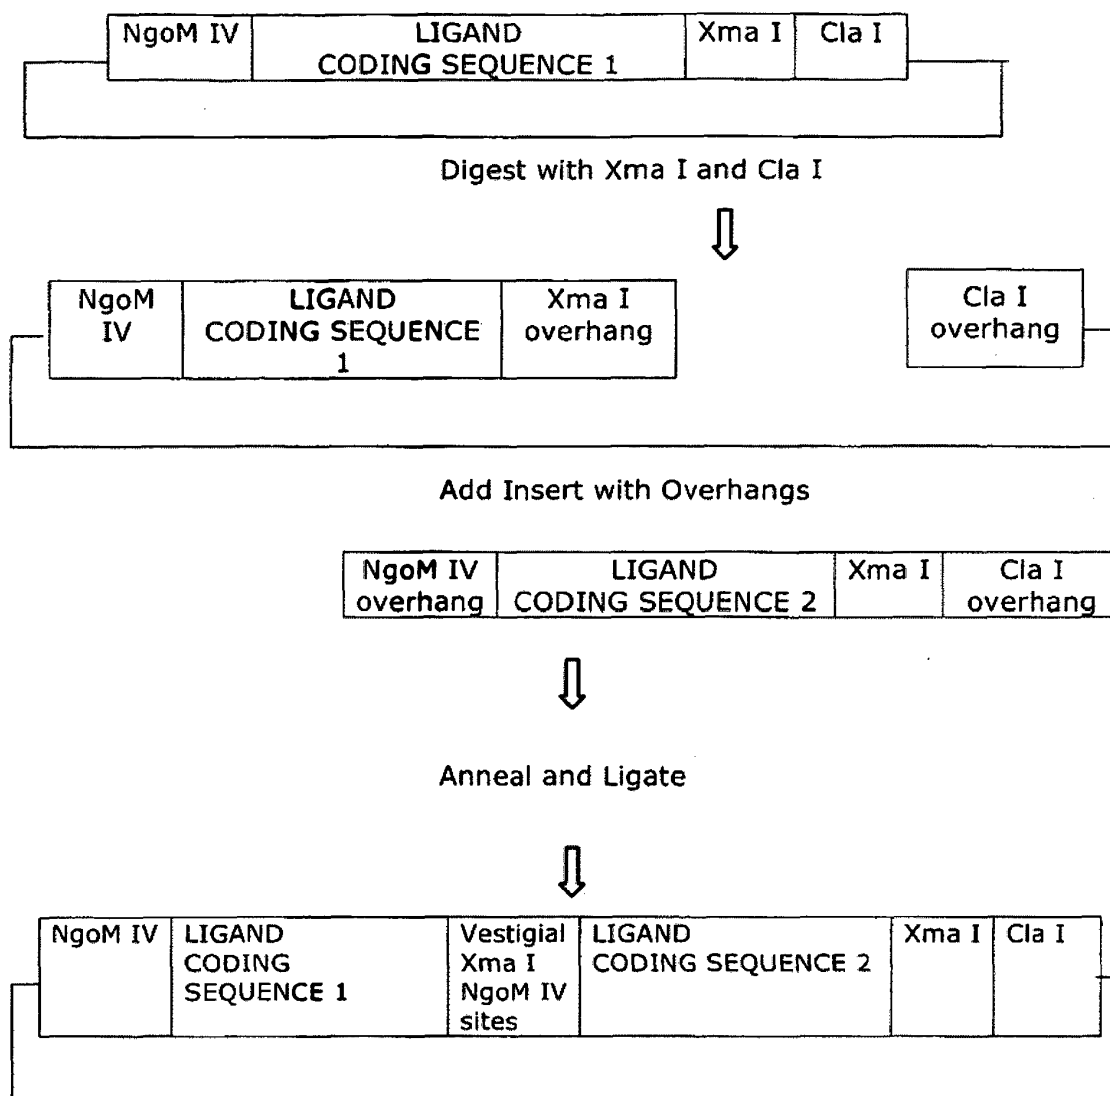 NgoM IV
LIGAND
CODING SEQUENCE 1
Xma I
Cla I
Digest with Xma I and Cla I
NgoM
IV
LIGAND
CODING SEQUENCE
1
Xma I
overhang
Cla I
overhang
Add Insert with Overhangs
NgoM IV
overhang
LIGAND
CODING SEQUENCE 2
Xma I
Cla I
overhang
Anneal and Ligate
NgoM IV
LIGAND
CODING
SEQUENCE 1
Vestigial
Xma I
NgoM IV
sites
LIGAND
CODING SEQUENCE 2
Xma I
Cla I